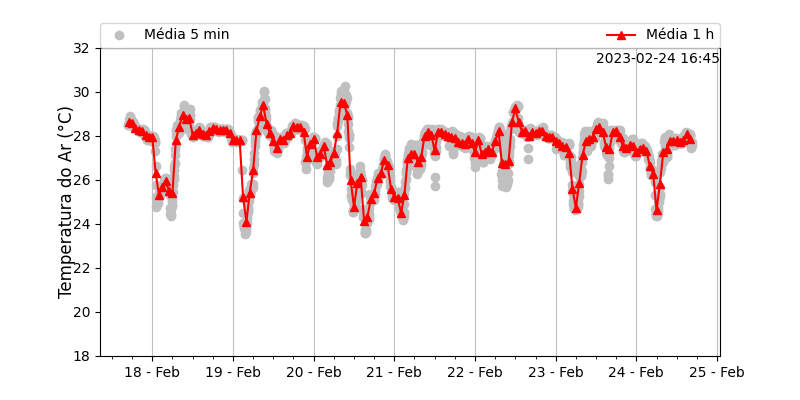 Média 5 min
Média 1 h
2023-02-24 16:45
Temperatura do Ar (°C)
32
30
28
26
24
22
20
18
18 - Feb
19 - Feb
20 - Feb
21 - Feb
22 - Feb
23 - Feb
24 - Feb
25 - Feb